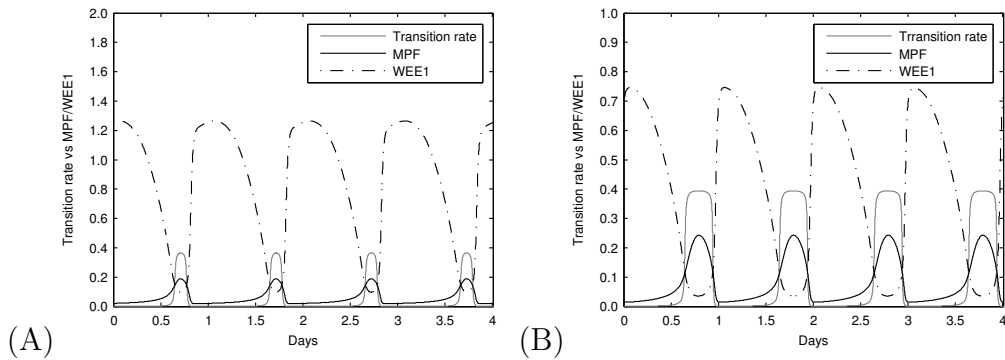 2.0
1.8
1.6
1.4
1.2
1.0
0.8
0.6
0.4
0.2
0.0
Transition rate vs MPF/WEE1
Transition rate
MPF
WEE1
0 0.5 1 1.5 2 2.5 3 3.5 4
Days
(A)
1.0
0.9
0.8
0.7
0.6
0.5
0.4
0.3
0.2
0.1
0.0
Transition rate vs MPF/WEE1
Transition rate
MPF
WEE1
0 0.5 1 1.5 2 2.5 3 3.5 4
Days
(B)